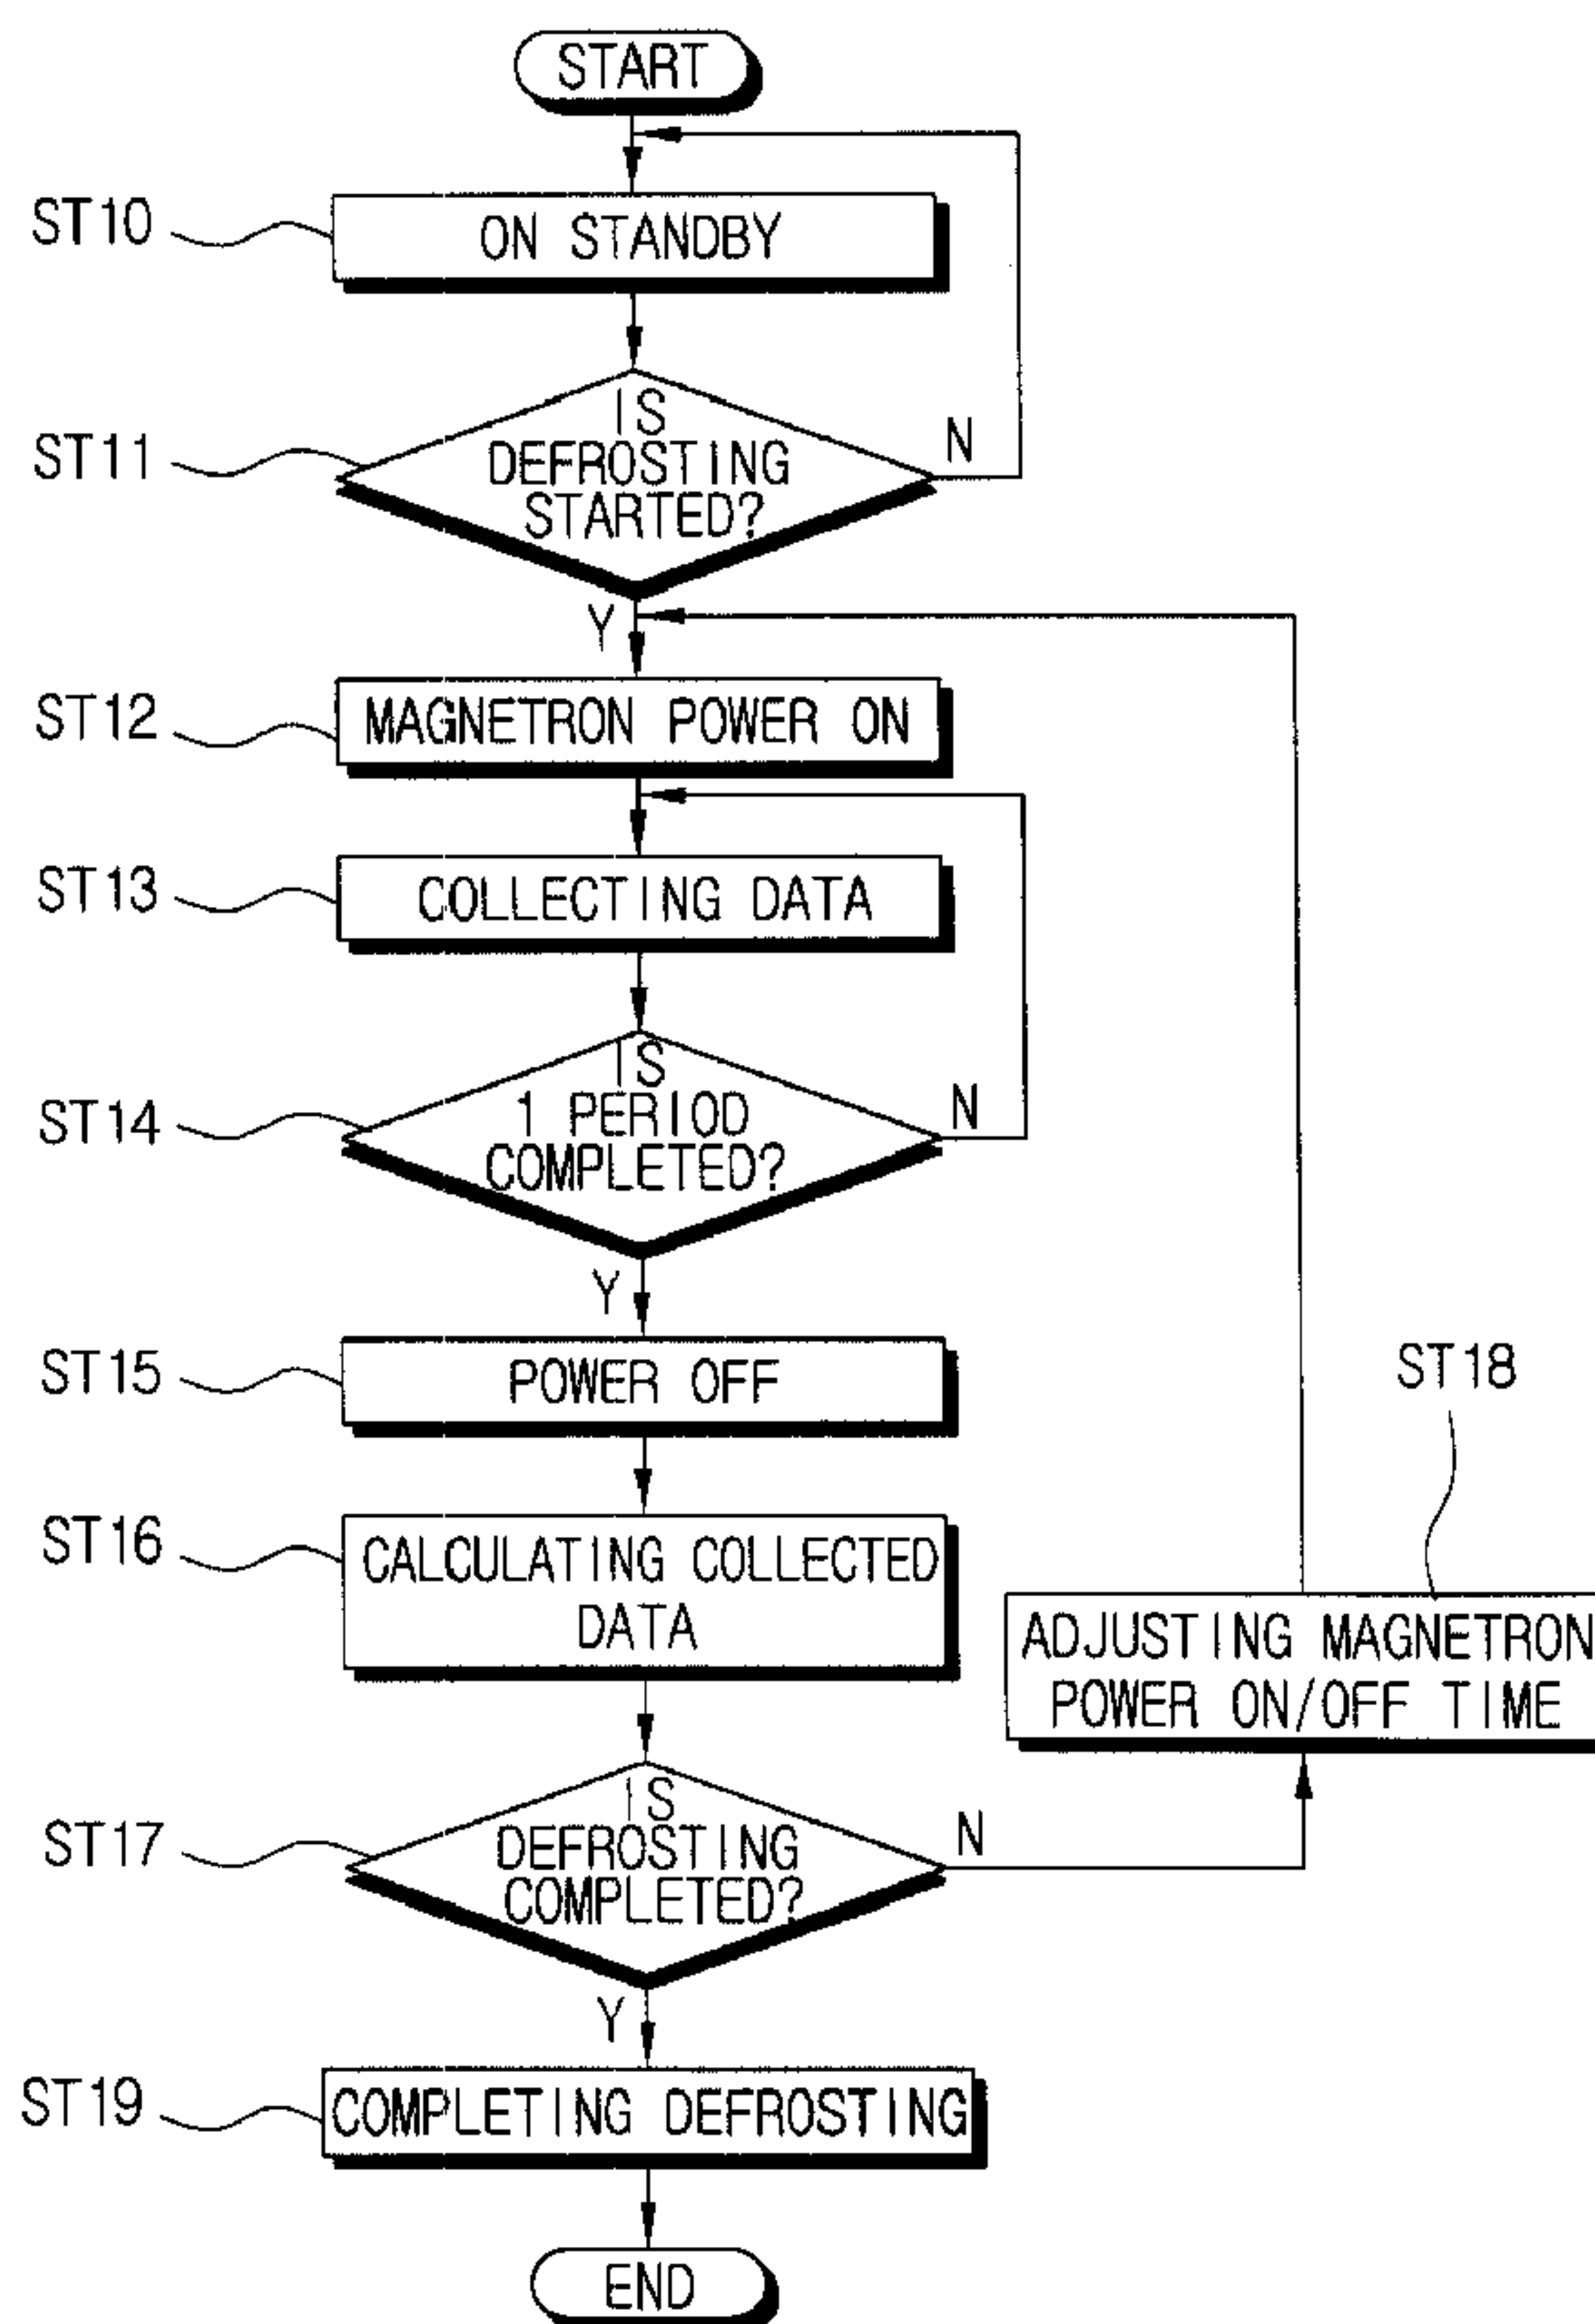 START
ST10
ON STANDBY
ST11
IS
DEFROSTING
STARTED?
N
Y
ST12
MAGNETRON POWER ON
ST13
COLLECTING DATA
ST14
IS
1 PERIOD
COMPLETED?
N
Y
ST15
POWER OFF
ST16
CALCULATING COLLECTED
DATA
ST18
ADJUSTING MAGNETRON
POWER ON/OFF TIME
ST17
IS
DEFROSTING
COMPLETED?
N
Y
ST19
COMPLETING DEFROSTING
END